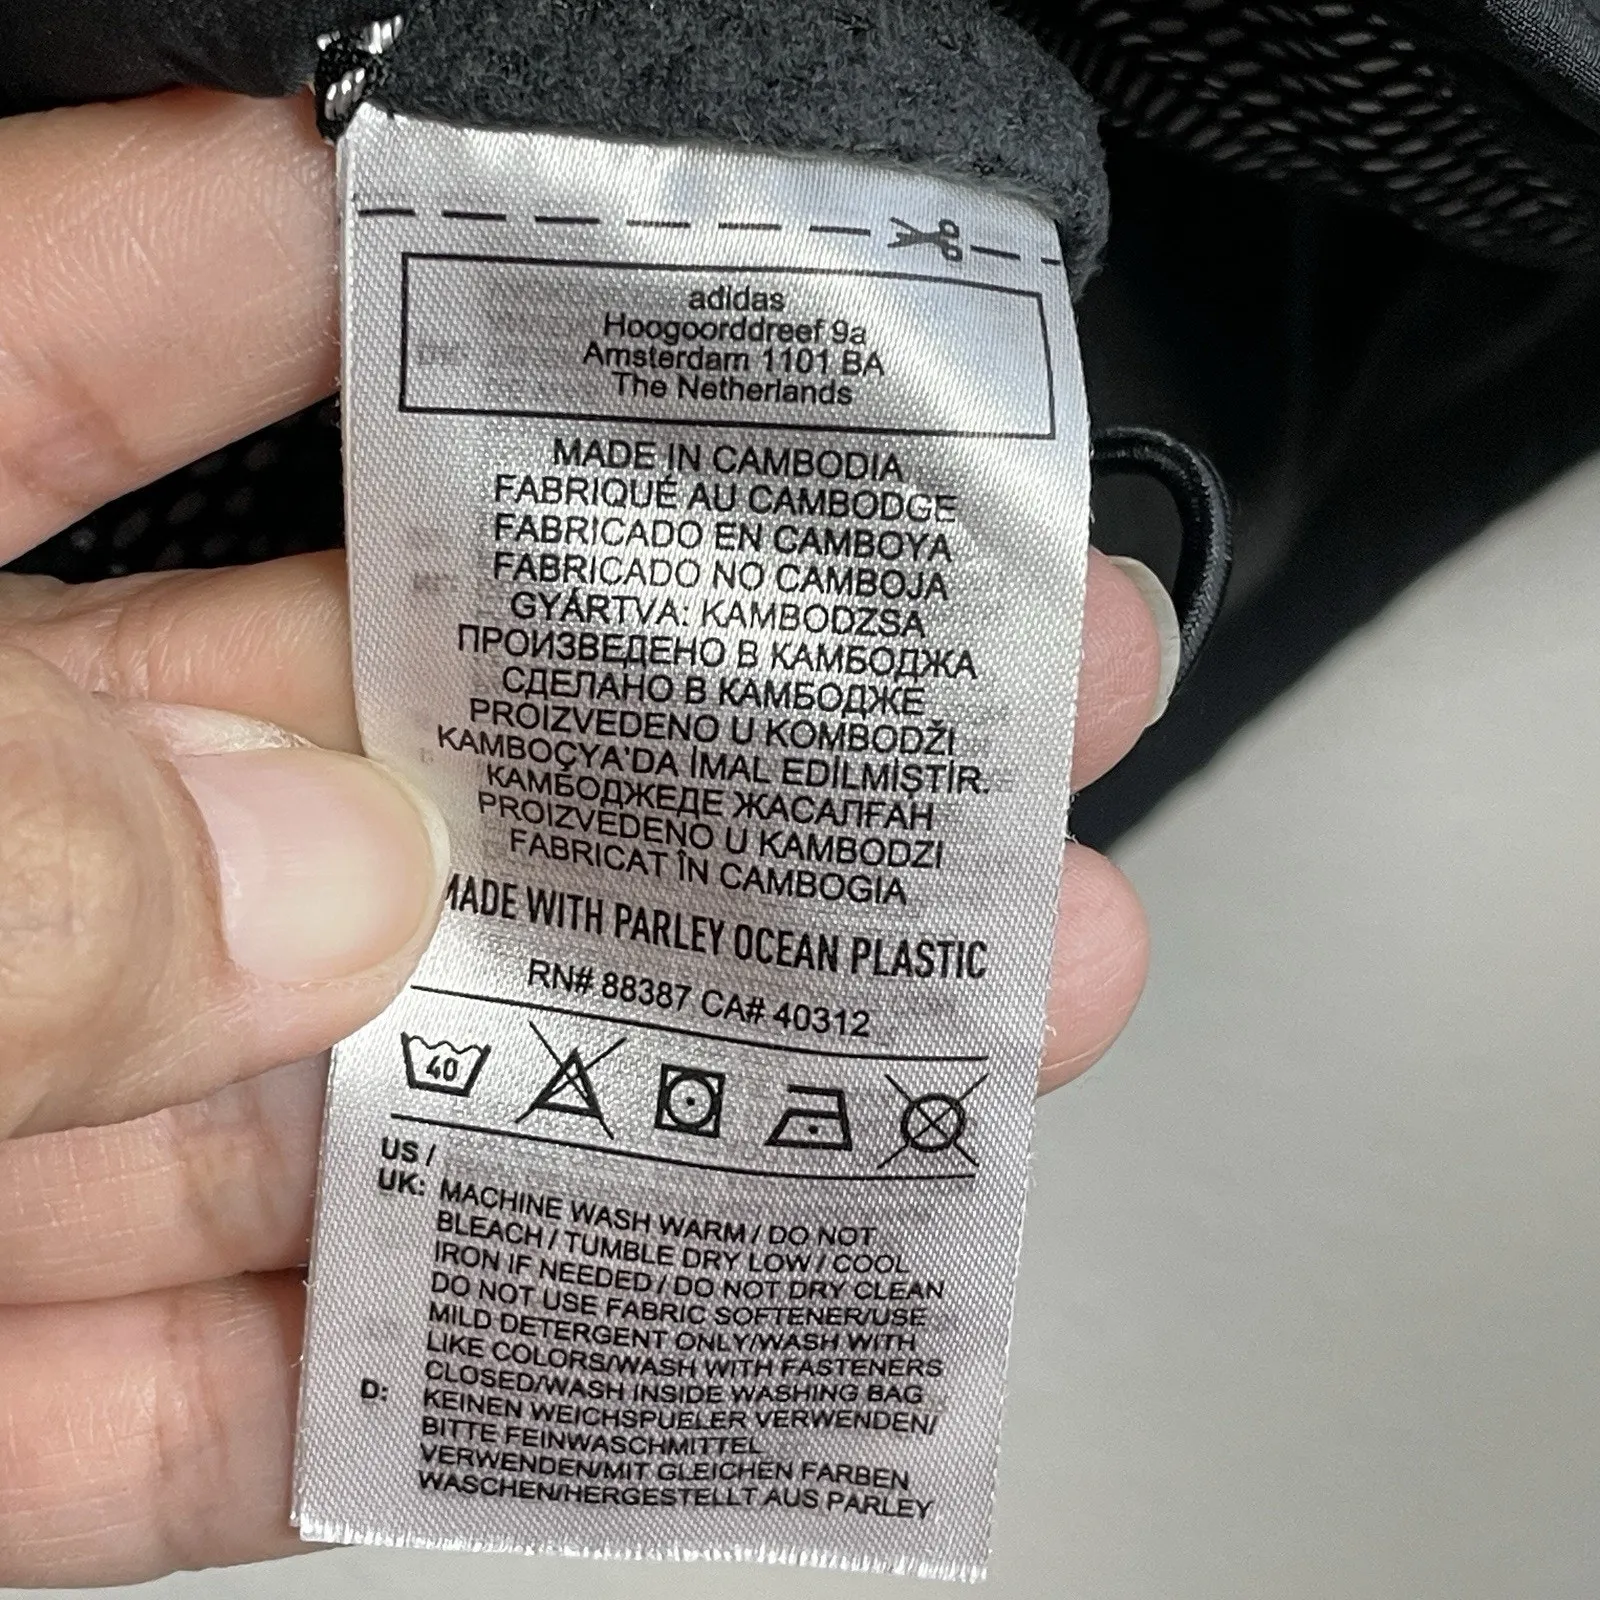 adidas
Hoogoorddreef 9a
Amsterdam 1101 BA
The Netherlands
MADE IN CAMBODIA
FABRIQUÉ AU CAMBODGE
FABRICADO EN CAMBOYA
FABRICADO NO CAMBOJA
GYÁRTVA: KAMBODZSA
ПРОИЗВЕДЕНО В КАМБОДЖА
СДЕЛАНО В КАМБОДЖЕ
PROIZVEDENO U KOMBODŽI
KAMBOÇYA'DA İMAL EDİLMİŞTİR.
КАМБОДЖЕДЕ ЖАСАЛҒАН
PROIZVEDENO U KAMBODZI
FABRICAT ÎN CAMBOGIA
MADE WITH PARLEY OCEAN PLASTIC
RN# 88387 CA# 40312
40
US /
UK: MACHINE WASH WARM / DO NOT
BLEACH / TUMBLE DRY LOW / COOL
IRON IF NEEDED / DO NOT DRY CLEAN
DO NOT USE FABRIC SOFTENER/USE
MILD DETERGENT ONLY/WASH WITH
LIKE COLORS/WASH WITH FASTENERS
CLOSED/WASH INSIDE WASHING BAG
D: KEINEN WEICHSPUELER VERWENDEN/
BITTE FEINWASCHMITTEL
VERWENDEN/MIT GLEICHEN FARBEN
WASCHEN/HERGESTELLT AUS PARLEY